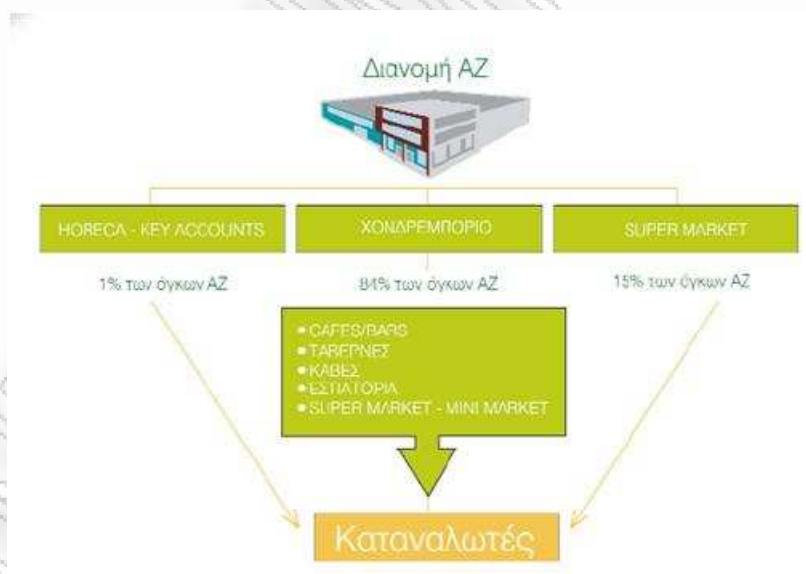 Διανομή ΑΖ
HORECA - KEY ACCOUNTS
ΧΟΝΔΡΕΜΠΟΡΙΟ
SUPER MARKET
1% των όγκων ΑΖ
84% των όγκων ΑΖ
15% των όγκων ΑΖ
• CAFES/BARS
• ΤΑΒΕΡΝΕΣ
• ΚΑΒΕΣ
• ΕΣΤΙΑΤΟΡΙΑ
• SUPER MARKET - MINI MARKET
Καταναλωτές